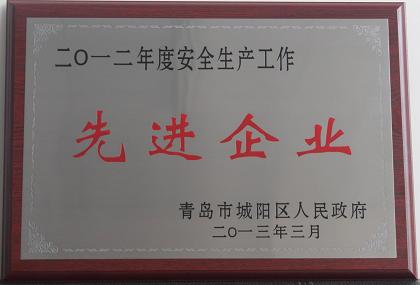 二〇一二年度安全生产工作
先进企业
青岛市城阳区人民政府
二〇一三年三月